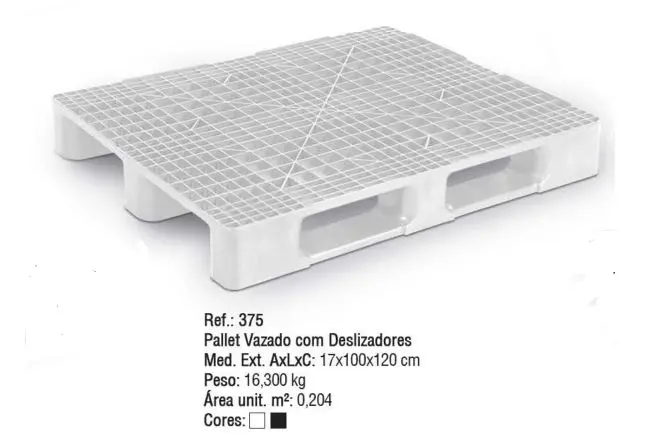 Ref.: 375
Pallet Vazado com Deslizadores
Med. Ext. AxLxC: 17x100x120 cm
Peso: 16,300 kg
Área unit. m²: 0,204
Cores: